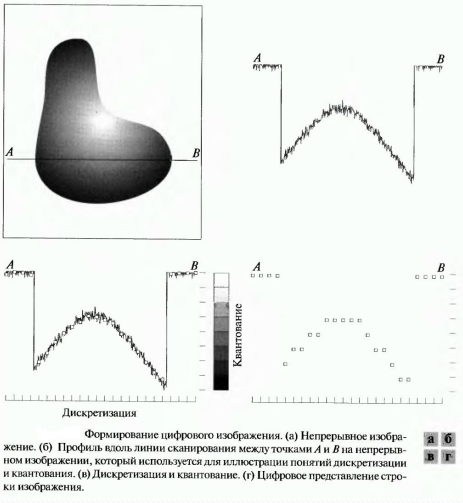 A
B
A
B
A
B
A
B
Квантование
Дискретизация
Формирование цифрового изображения. (а) Непрерывное изобра-
жение. (б) Профиль вдоль линии сканирования между точками A и B на непрерыв-
ном изображении, который используется для иллюстрации понятий дискретизации
и квантования. (в) Дискретизация и квантование. (г) Цифровое представление стро-
ки изображения.
а б
в г